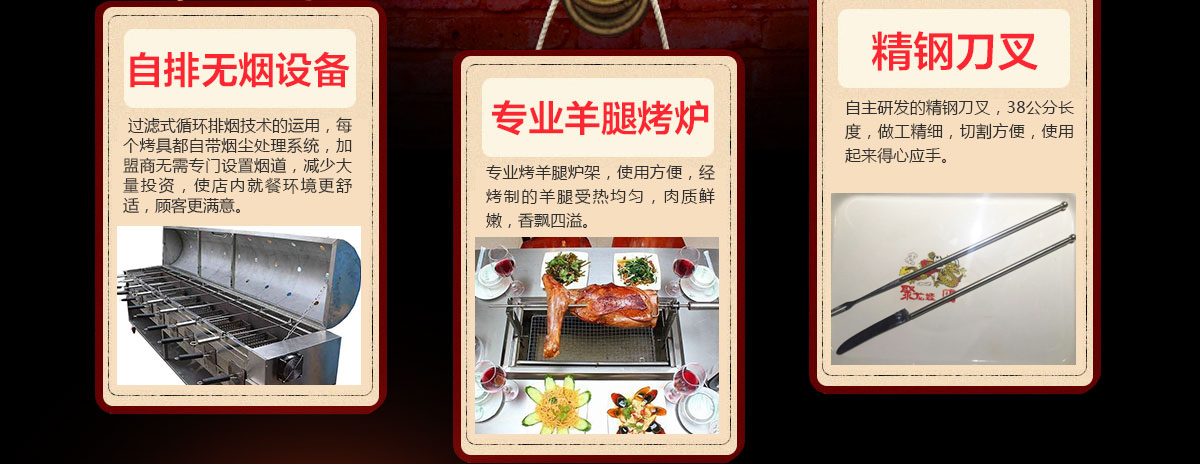 自排无烟设备
过滤式循环排烟技术的运用，每
个烤具都自带烟尘处理系统，加
盟商无需专门设置烟道，减少大
量投资，使店内就餐环境更舒
适，顾客更满意。
专业羊腿烤炉
专业烤羊腿炉架，使用方便，经
烤制的羊腿受热均匀，肉质鲜
嫩，香飘四溢。
精钢刀叉
自主研发的精钢刀叉，38公分长
度，做工精细，切割方便，使用
起来得心应手。